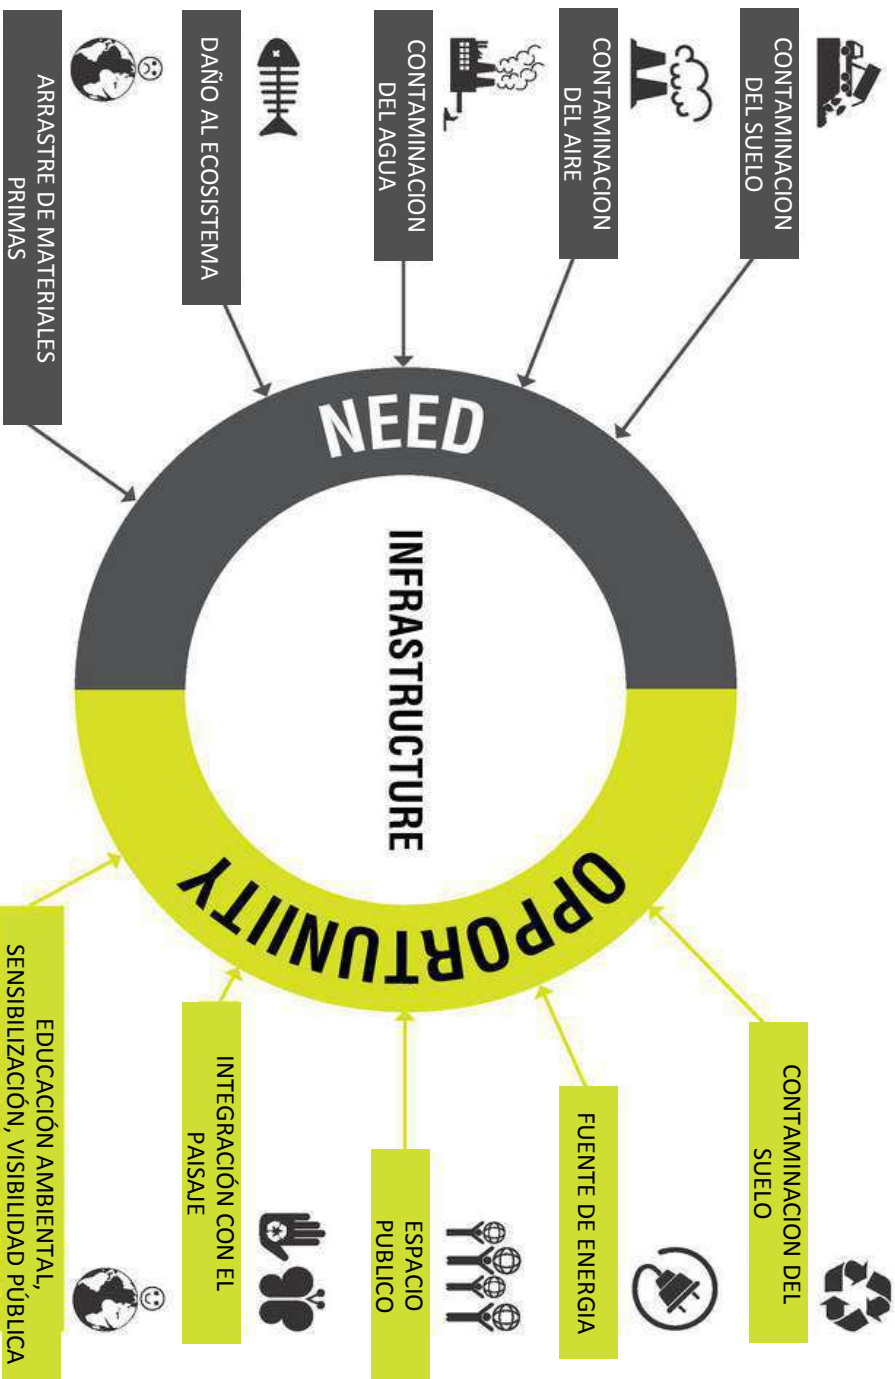 CONTAMINACION
DEL SUELO
CONTAMINACION
DEL AIRE
CONTAMINACION
DEL AGUA
DAÑO AL ECOSISTEMA
ARRASTRE DE MATERIALES
PRIMAS
NEED
INFRASTRUCTURE
OPPORTUNIITY
CONTAMINACION DEL
SUELO
FUENTE DE ENERGIA
ESPACIO
PUBLICO
INTEGRACIÓN CON EL
PAISAJE
EDUCACIÓN AMBIENTAL,
SENSIBILIZACIÓN, VISIBILIDAD PÚBLICA